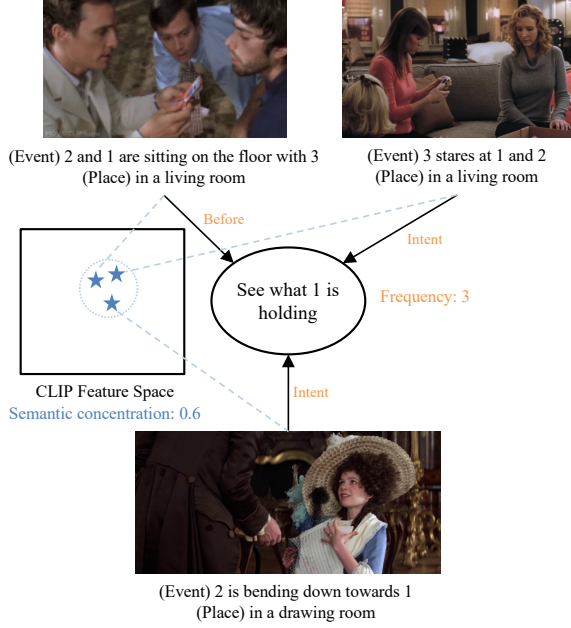 (Event) 2 and 1 are sitting on the floor with 3
(Place) in a living room
(Event) 3 stares at 1 and 2
(Place) in a living room
Before
Intent
See what 1 is
holding
Frequency: 3
CLIP Feature Space
Semantic concentration: 0.6
Intent
(Event) 2 is bending down towards 1
(Place) in a drawing room